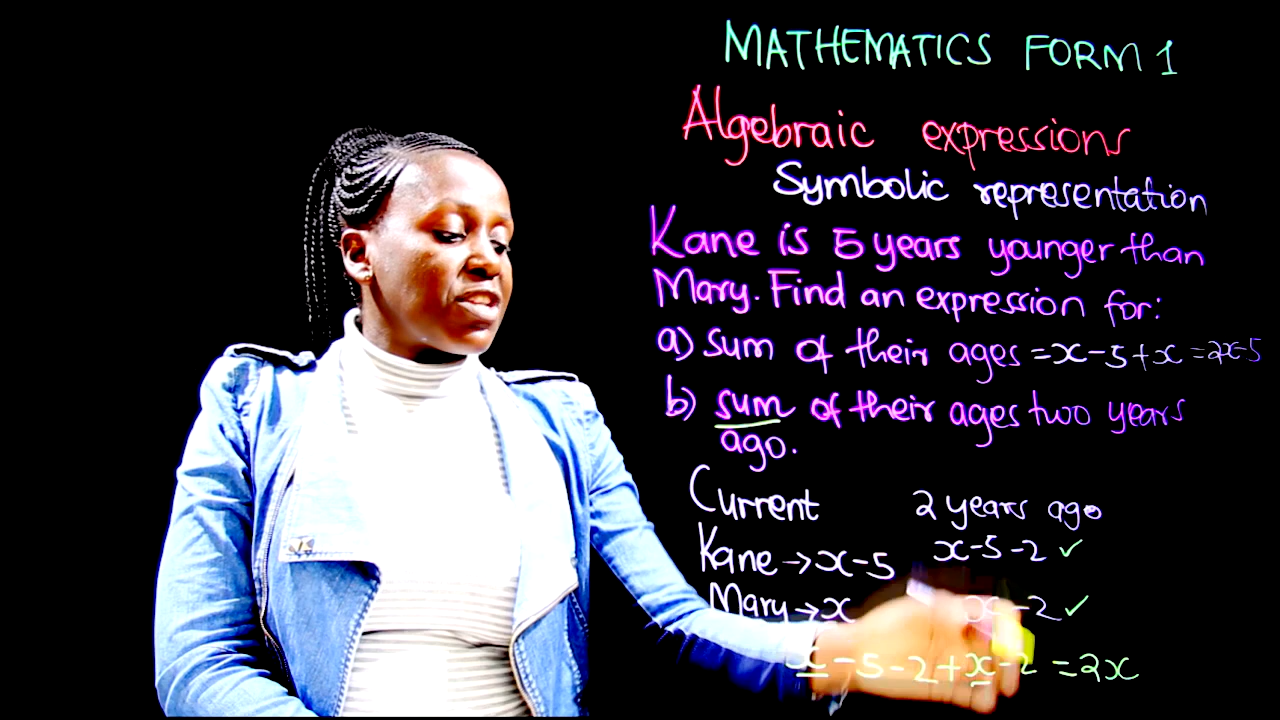 MATHEMATICS FORM 1
Algebraic expressions
Symbolic representation
Kane is 5 years younger than
Mary. Find an expression for:
a) Sum of their ages = x - 5 + x = 2x - 5
b) sum of their ages two years
ago.
Current 2 years ago
Kane → x - 5 x - 5 - 2 ✓
Mary → x x - 2 ✓
x - 5 - 2 + x - 2 = 2x